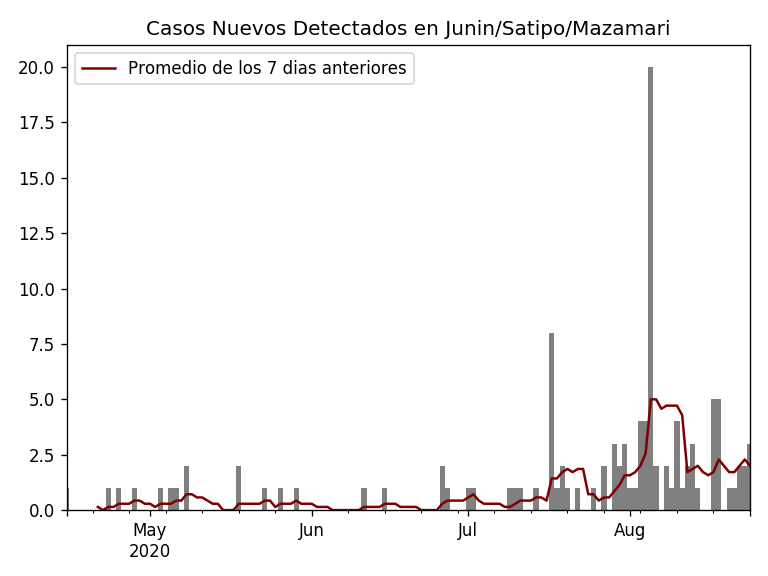 Casos Nuevos Detectados en Junin/Satipo/Mazamari
Promedio de los 7 dias anteriores
20.0
17.5
15.0
12.5
10.0
7.5
5.0
2.5
0.0
May
2020
Jun
Jul
Aug